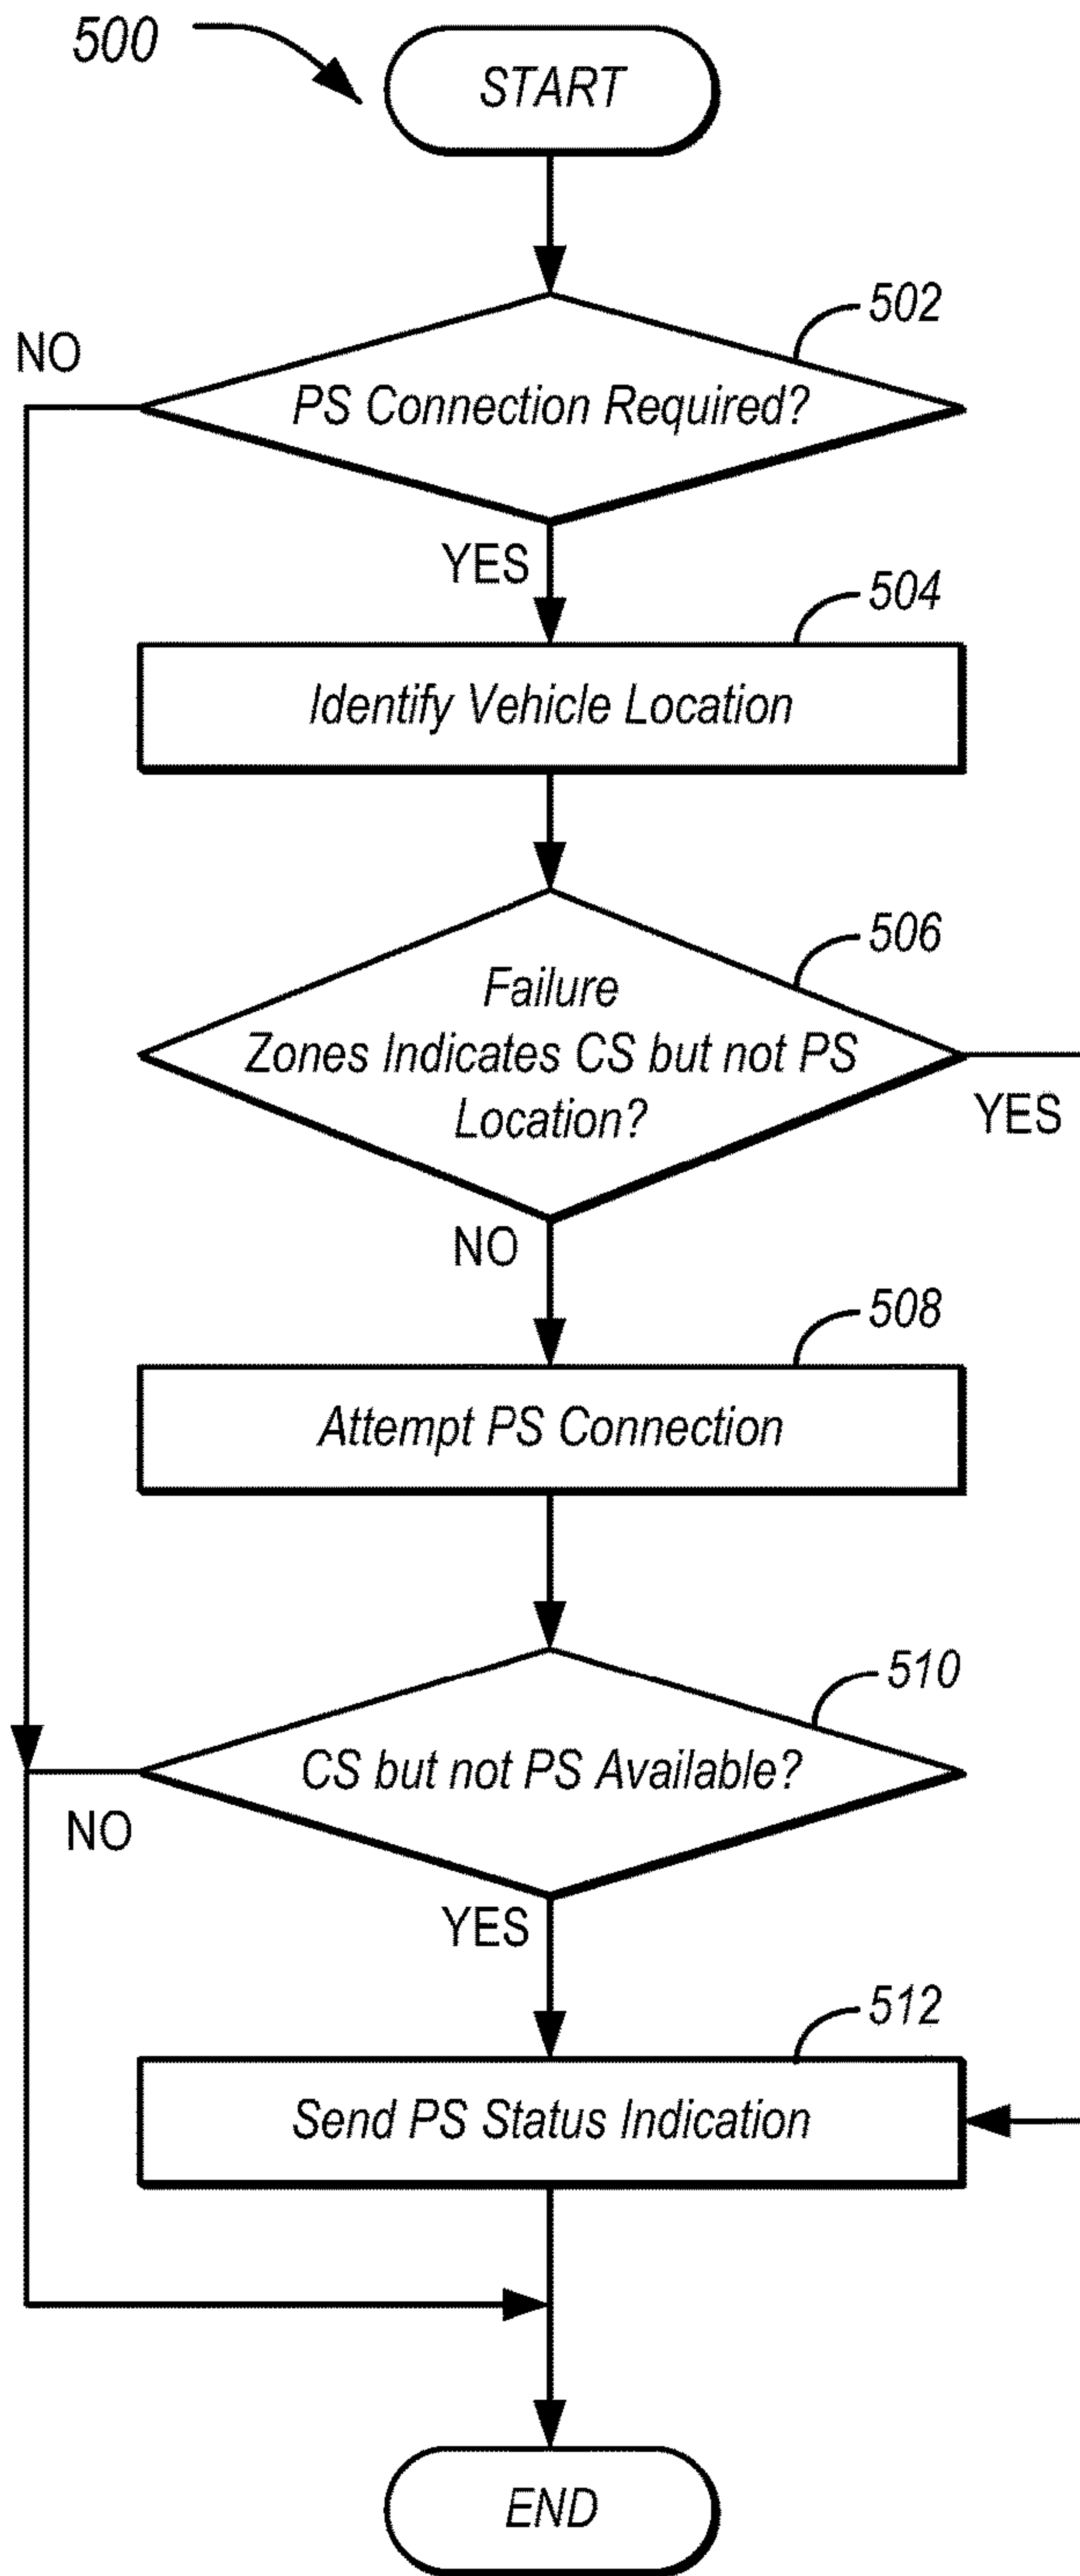 500
START
502
NO
PS Connection Required?
YES
504
Identify Vehicle Location
506
Failure
Zones Indicates CS but not PS
Location?
YES
NO
508
Attempt PS Connection
510
CS but not PS Available?
NO
YES
512
Send PS Status Indication
END